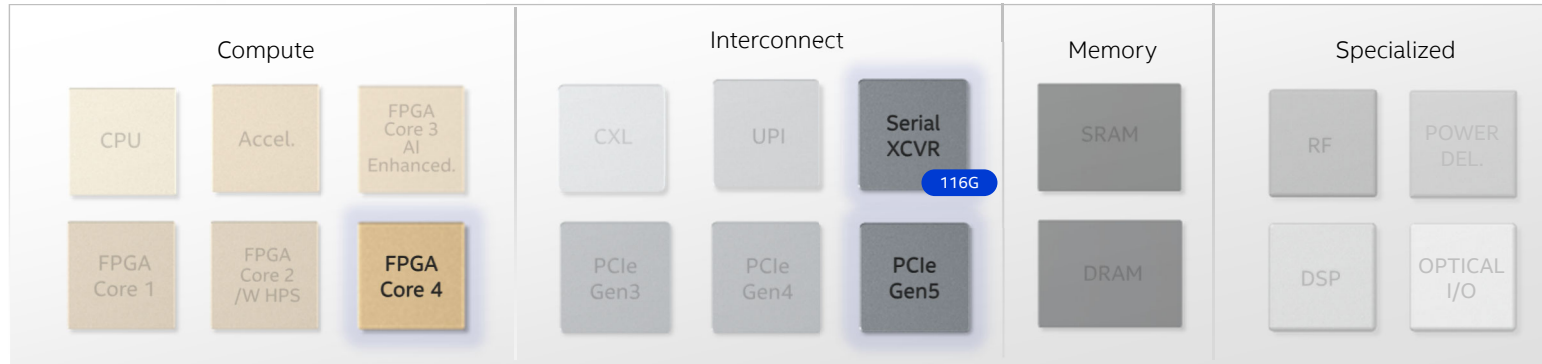 Compute
CPU
Accel.
FPGA
Core 3
AI
Enhanced.
FPGA
Core 1
FPGA
Core 2
/W HPS
FPGA
Core 4
Interconnect
CXL
UPI
Serial
XCVR
116G
PCIe
Gen3
PCIe
Gen4
PCIe
Gen5
Memory
SRAM
DRAM
Specialized
RF
POWER
DEL.
DSP
OPTICAL
I/O